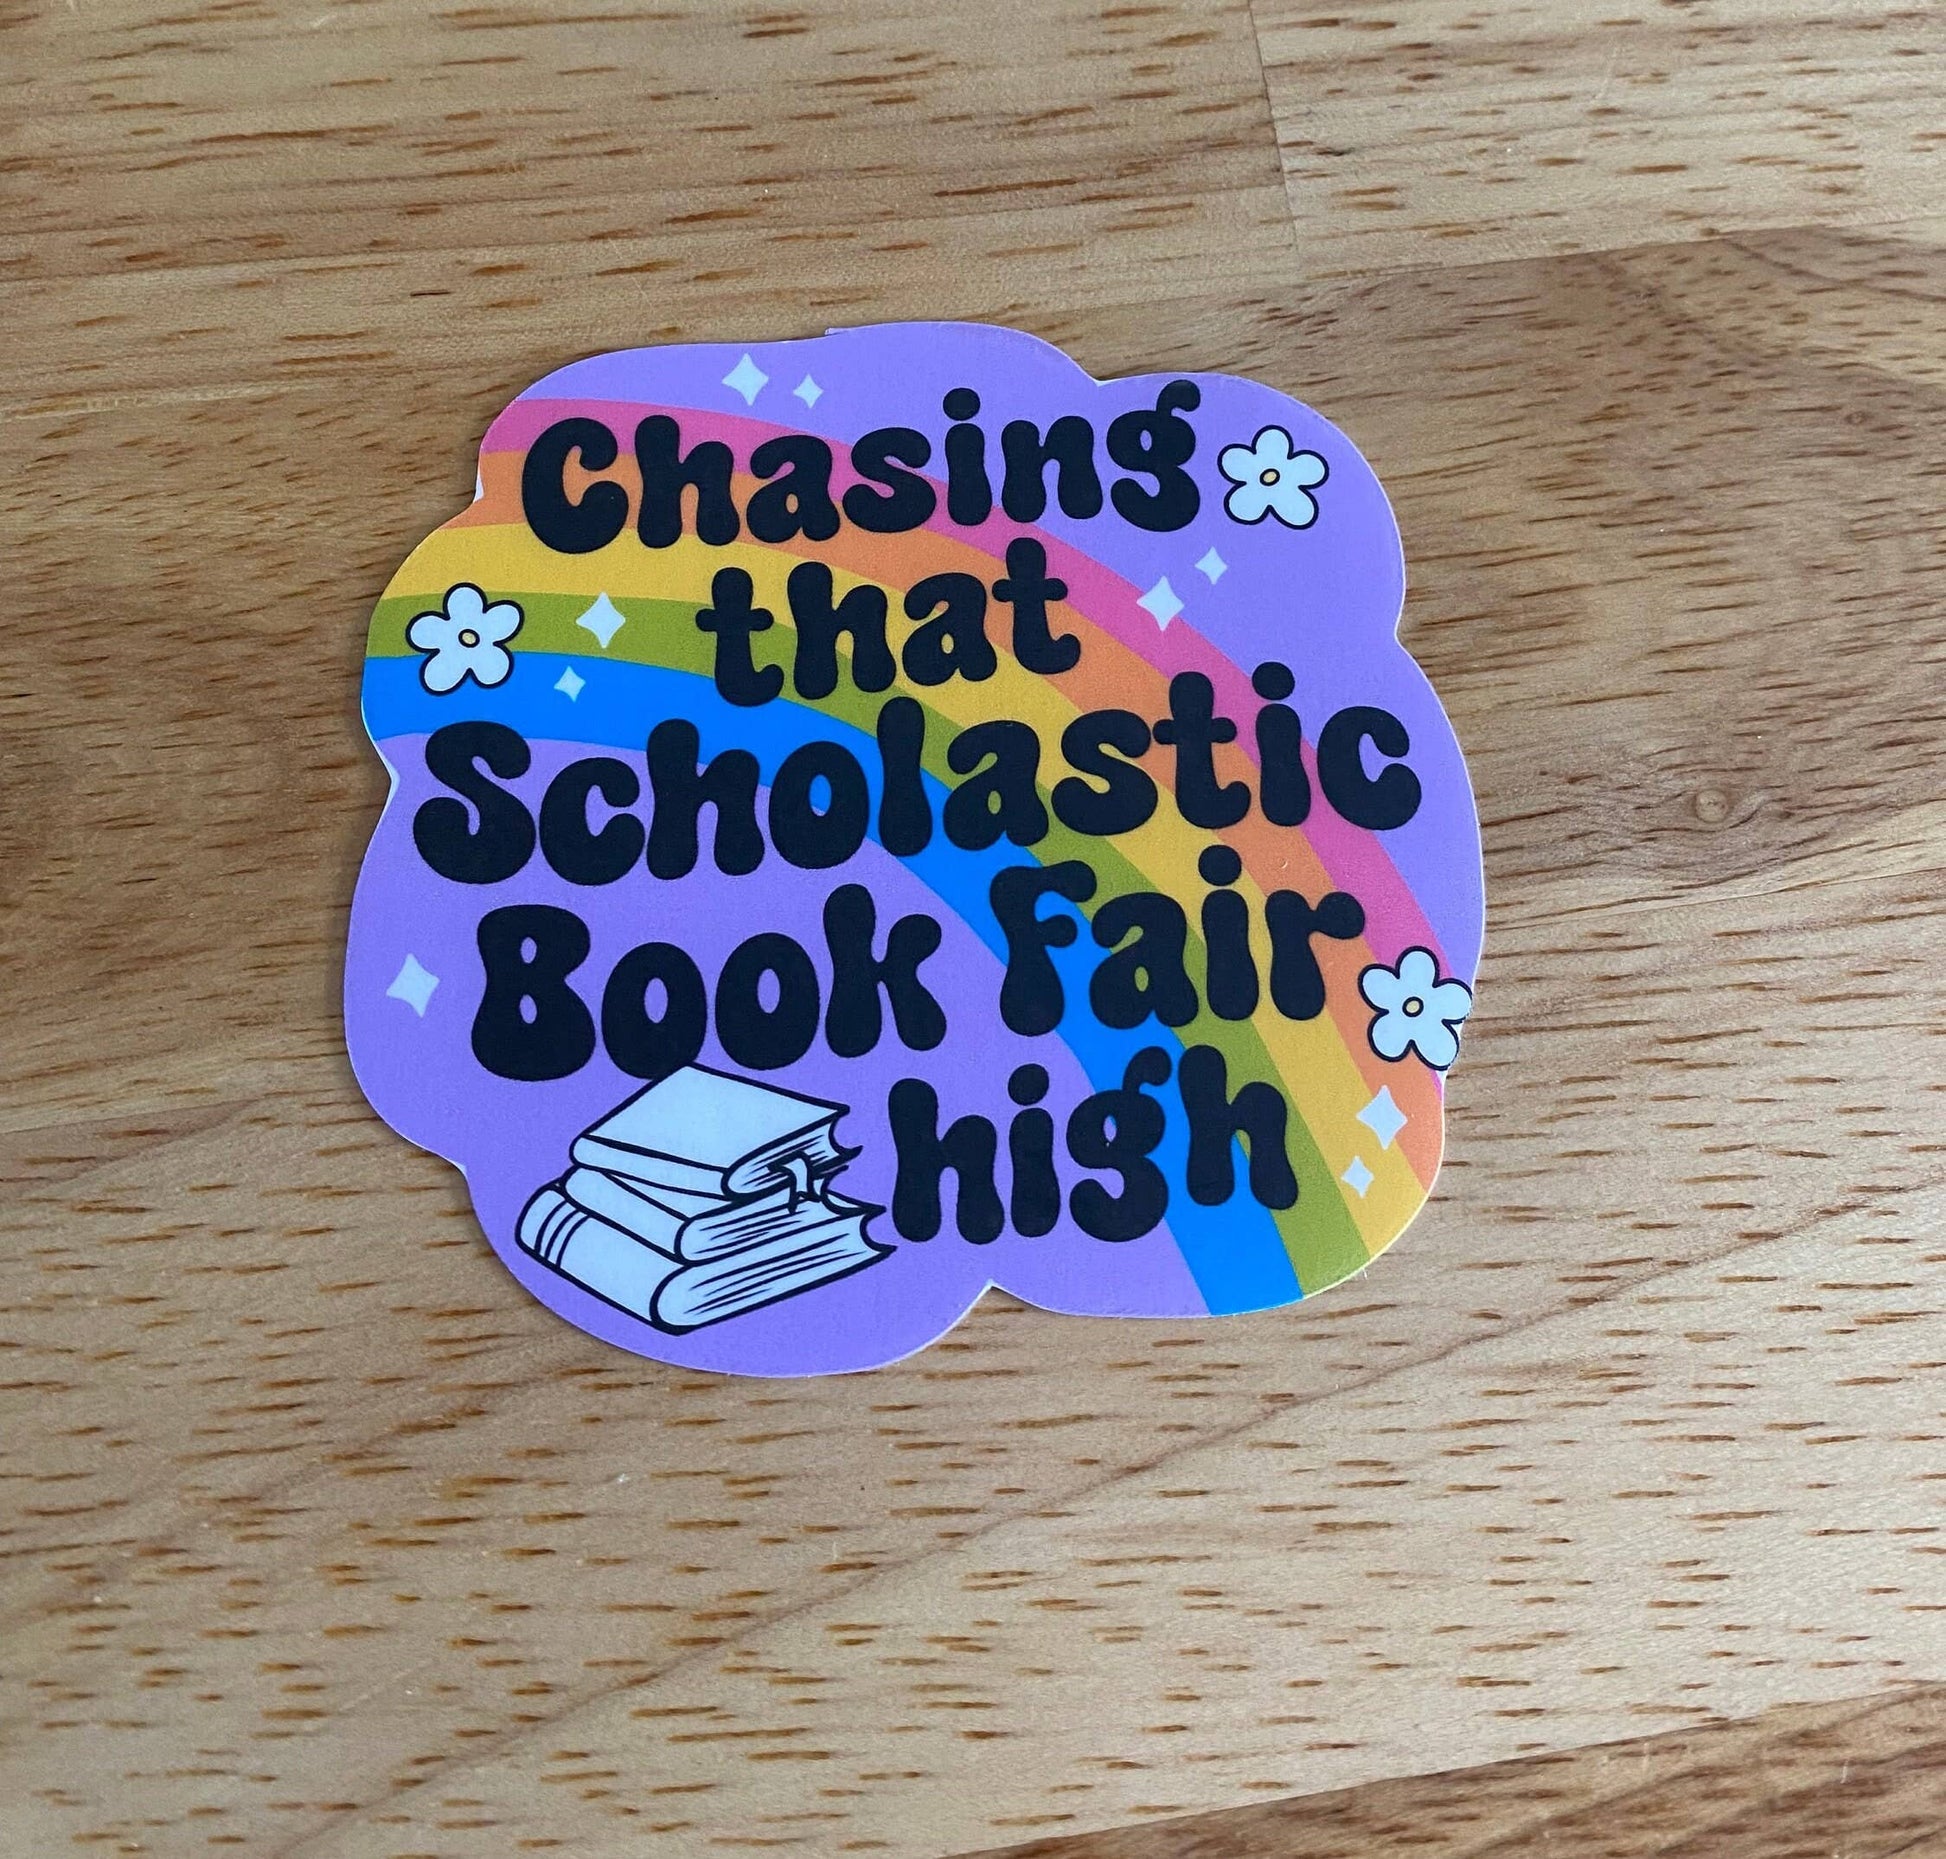 Chasing
that
Scholastic
Book Fair
high